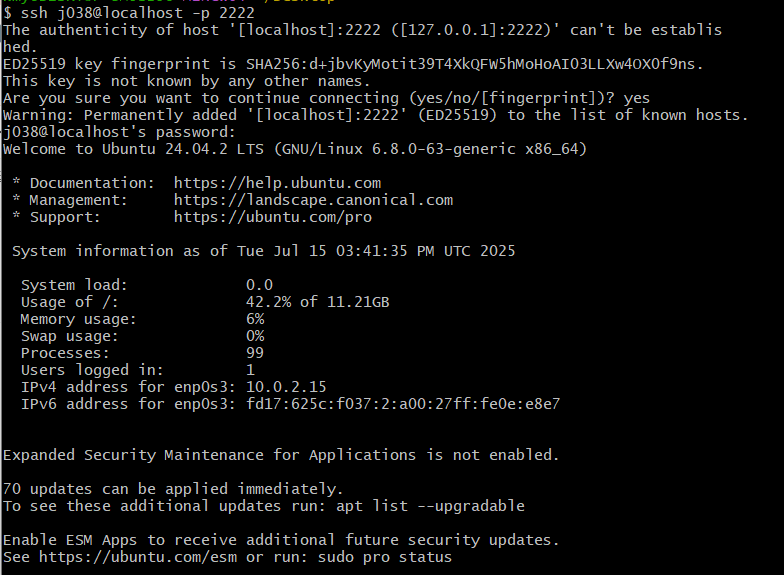 $ ssh j038@localhost -p 2222
The authenticity of host '[localhost]:2222 ([127.0.0.1]:2222)' can't be establis
hed.
ED25519 key fingerprint is SHA256:d+jbvKyMotit39T4XkQFW5hMoHoAI03LLXw4OX0f9ns.
This key is not known by any other names.
Are you sure you want to continue connecting (yes/no/[fingerprint])? yes
Warning: Permanently added '[localhost]:2222' (ED25519) to the list of known hosts.
j038@localhost's password:
Welcome to Ubuntu 24.04.2 LTS (GNU/Linux 6.8.0-63-generic x86_64)
* Documentation: https://help.ubuntu.com
* Management: https://landscape.canonical.com
* Support: https://ubuntu.com/pro
System information as of Tue Jul 15 03:41:35 PM UTC 2025
System load: 0.0
Usage of /: 42.2% of 11.21GB
Memory usage: 6%
Swap usage: 0%
Processes: 99
Users logged in: 1
IPv4 address for enp0s3: 10.0.2.15
IPv6 address for enp0s3: fd17:625c:f037:2:a00:27ff:fe0e:e8e7
Expanded Security Maintenance for Applications is not enabled.
70 updates can be applied immediately.
To see these additional updates run: apt list --upgradable
Enable ESM Apps to receive additional future security updates.
See https://ubuntu.com/esm or run: sudo pro status